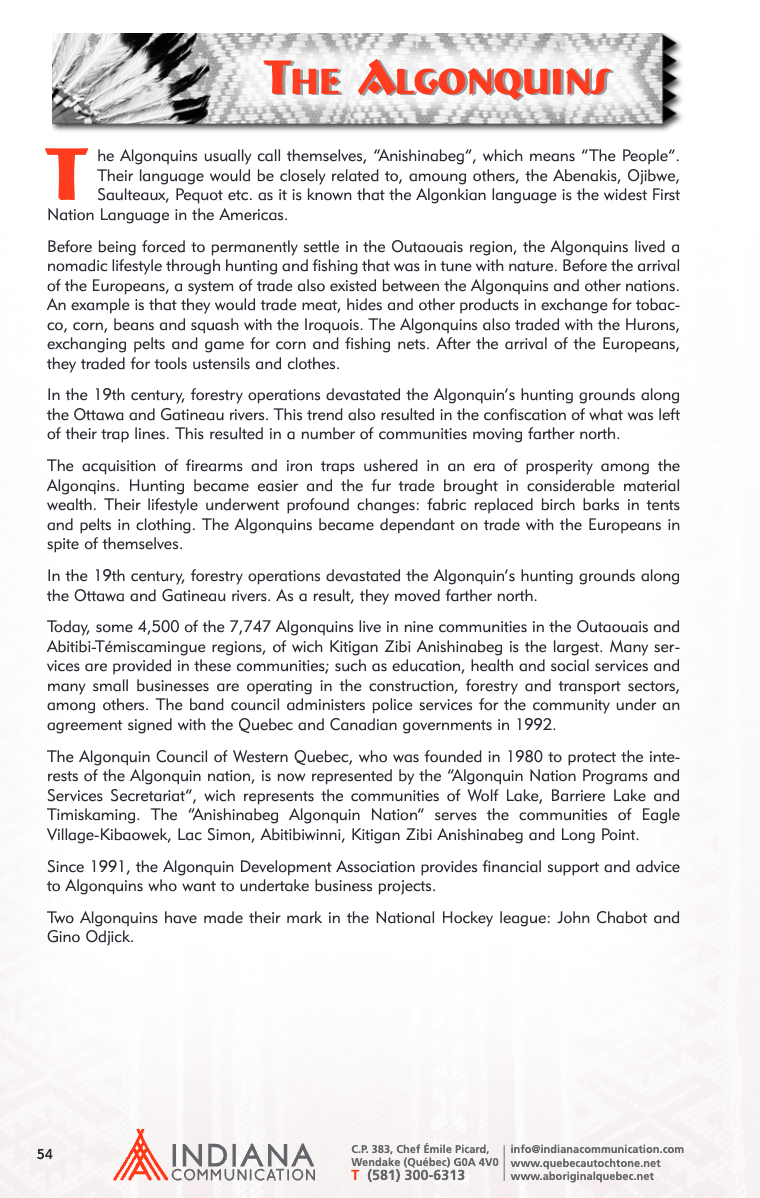 The Algonquins
The Algonquins usually call themselves, “Anishinabeg“, which means “The People“.
Their language would be closely related to, amoung others, the Abenakis, Ojibwe,
Saulteaux, Pequot etc. as it is known that the Algonkian language is the widest First
Nation Language in the Americas.
Before being forced to permanently settle in the Outaouais region, the Algonquins lived a
nomadic lifestyle through hunting and fishing that was in tune with nature. Before the arrival
of the Europeans, a system of trade also existed between the Algonquins and other nations.
An example is that they would trade meat, hides and other products in exchange for tobac-
co, corn, beans and squash with the Iroquois. The Algonquins also traded with the Hurons,
exchanging pelts and game for corn and fishing nets. After the arrival of the Europeans,
they traded for tools ustensils and clothes.
In the 19th century, forestry operations devastated the Algonquin’s hunting grounds along
the Ottawa and Gatineau rivers. This trend also resulted in the confiscation of what was left
of their trap lines. This resulted in a number of communities moving farther north.
The acquisition of firearms and iron traps ushered in an era of prosperity among the
Algonqins. Hunting became easier and the fur trade brought in considerable material
wealth. Their lifestyle underwent profound changes: fabric replaced birch barks in tents
and pelts in clothing. The Algonquins became dependant on trade with the Europeans in
spite of themselves.
In the 19th century, forestry operations devastated the Algonquin’s hunting grounds along
the Ottawa and Gatineau rivers. As a result, they moved farther north.
Today, some 4,500 of the 7,747 Algonquins live in nine communities in the Outaouais and
Abitibi-Témiscamingue regions, of wich Kitigan Zibi Anishinabeg is the largest. Many ser-
vices are provided in these communities; such as education, health and social services and
many small businesses are operating in the construction, forestry and transport sectors,
among others. The band council administers police services for the community under an
agreement signed with the Quebec and Canadian governments in 1992.
The Algonquin Council of Western Quebec, who was founded in 1980 to protect the inte-
rests of the Algonquin nation, is now represented by the “Algonquin Nation Programs and
Services Secretariat“, wich represents the communities of Wolf Lake, Barriere Lake and
Timiskaming. The “Anishinabeg Algonquin Nation“ serves the communities of Eagle
Village-Kibaowek, Lac Simon, Abitibiwinni, Kitigan Zibi Anishinabeg and Long Point.
Since 1991, the Algonquin Development Association provides financial support and advice
to Algonquins who want to undertake business projects.
Two Algonquins have made their mark in the National Hockey league: John Chabot and
Gino Odjick.
54
INDIANA
COMMUNICATION
C.P. 383, Chef Émile Picard,
Wendake (Québec) G0A 4V0
T (581) 300-6313
info@indianacommunication.com
www.quebecautochtone.net
www.aboriginalquebec.net